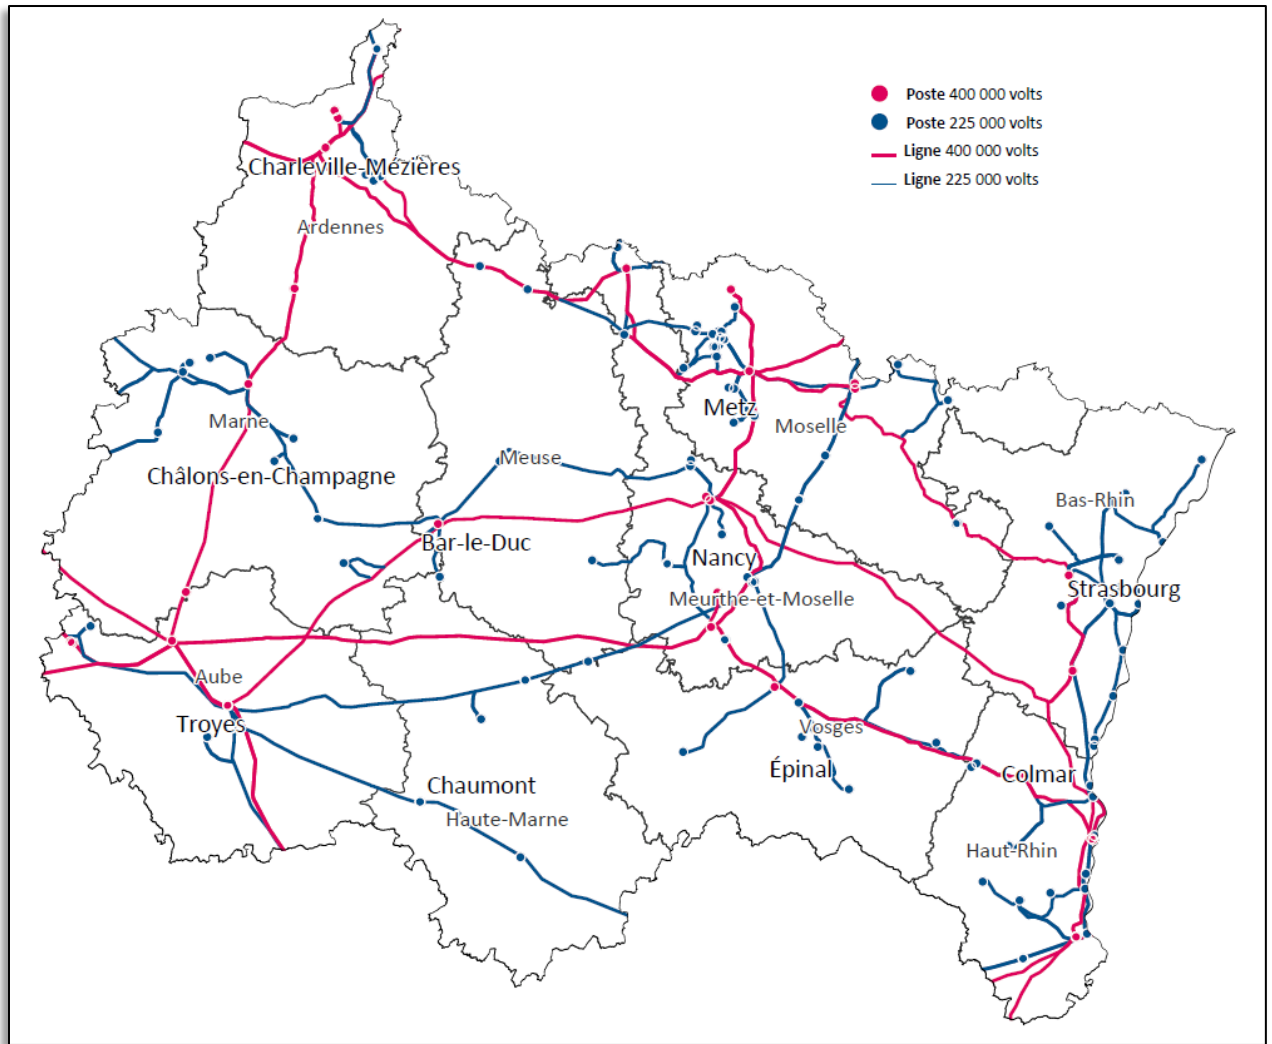 Poste 400 000 volts
Poste 225 000 volts
Ligne 400 000 volts
Ligne 225 000 volts
Charleville-Mézières
Ardennes
Metz
Marne
Moselle
Meuse
Châlons-en-Champagne
Bas-Rhin
Bar-le-Duc
Nancy
Strasbourg
Meurthe-et-Moselle
Aube
Troyes
Vosges
Épinal
Colmar
Chaumont
Haute-Marne
Haut-Rhin